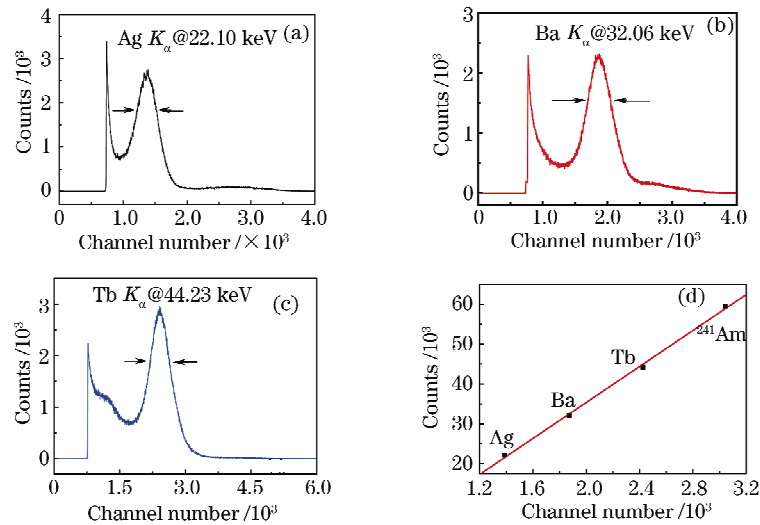 Ag Kα@22.10 keV (a)
Counts /10³
4
3
2
1
0
0 1.0 2.0 3.0 4.0
Channel number /×10³
Ba Kα@32.06 keV (b)
Counts /10³
3
2
1
0
0 1.0 2.0 3.0 4.0
Channel number /10³
Tb Kα@44.23 keV (c)
Counts /10³
3
2
1
0
0 1.5 3.0 4.5 6.0
Channel number /10³
(d)
Counts /10³
60
50
40
30
20
Ag
Ba
Tb
²⁴¹Am
1.2 1.6 2.0 2.4 2.8 3.2
Channel number /10³